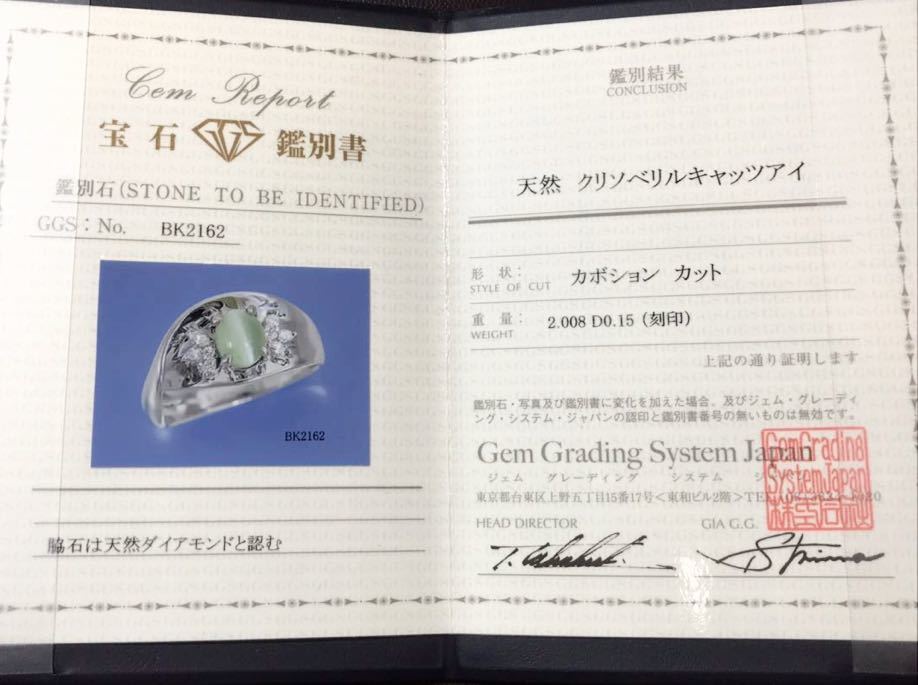 Gem Report
宝石 GGS 鑑別書
鑑別石(STONE TO BE IDENTIFIED)
GGS : No. BK2162
BK2162
脇石は天然ダイアモンドと認む
鑑別結果
CONCLUSION
天然 クリソベリルキャッツアイ
形 状:
STYLE OF CUT
カボション カット
重 量:
WEIGHT
2.008 D0.15 (刻印)
上記の通り証明します
鑑別石・写真及び鑑別書に変化を加えた場合。及びジェム・グレーディ
ング・システム・ジャパンの認印と鑑別書番号の無いものは無効です。
Gem Grading System Japan
ジェム グレーディング システム
東京都台東区上野五丁目15番17号<東和ビル2階>TEL
HEAD DIRECTOR
GIA G.G.
GemGrading
SystemJapan
株式会社